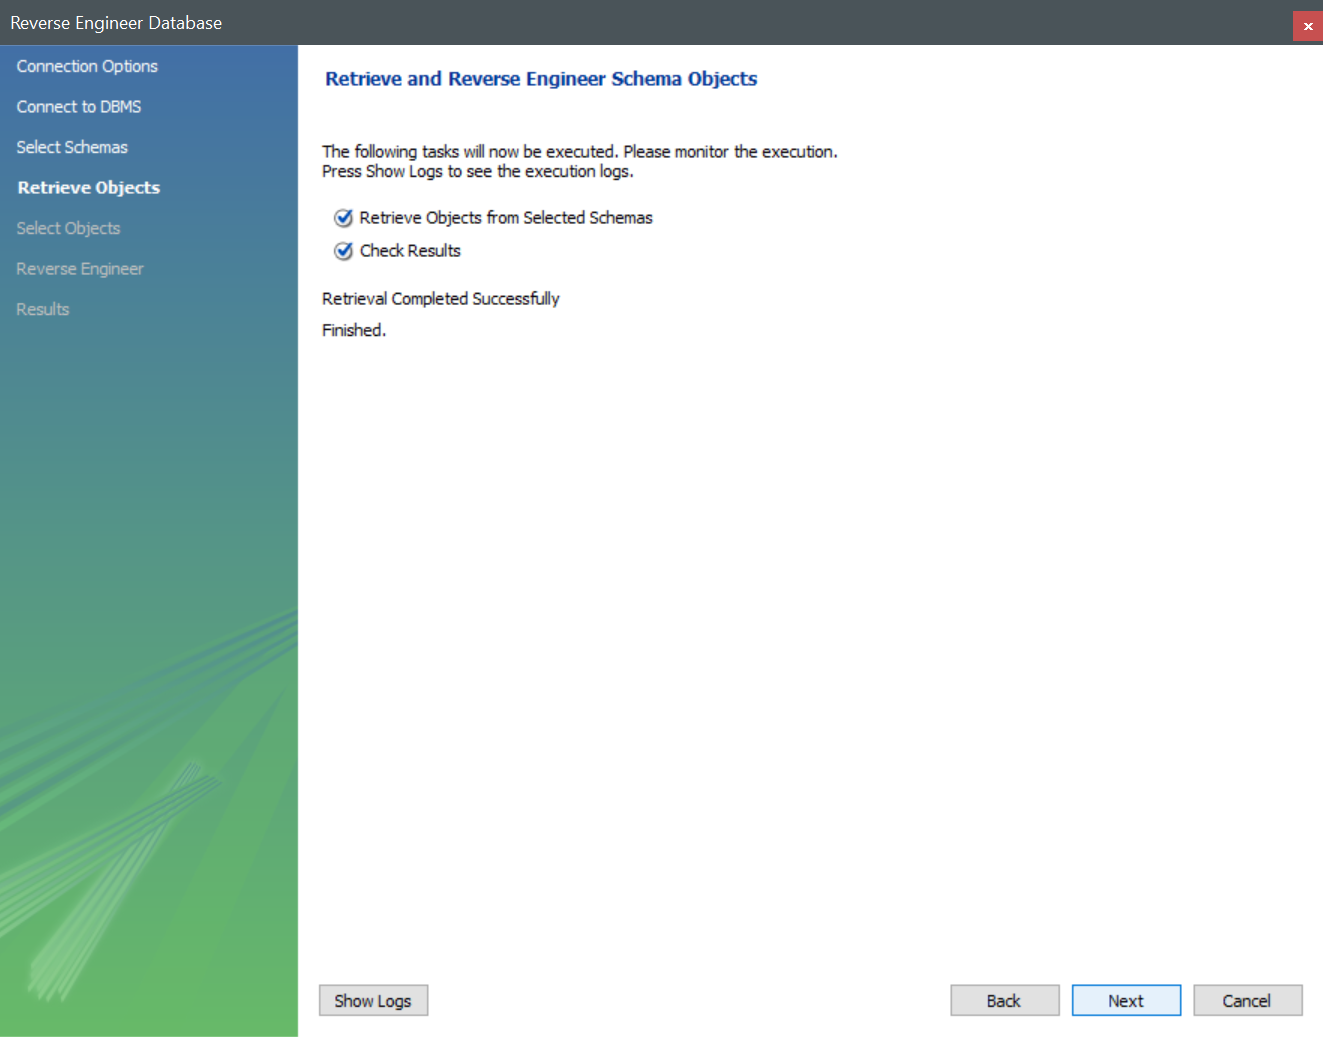 Reverse Engineer Database
Connection Options
Connect to DBMS
Select Schemas
Retrieve Objects
Select Objects
Reverse Engineer
Results
Retrieve and Reverse Engineer Schema Objects
The following tasks will now be executed. Please monitor the execution.
Press Show Logs to see the execution logs.
Retrieve Objects from Selected Schemas
Check Results
Retrieval Completed Successfully
Finished.
Show Logs
Back
Next
Cancel